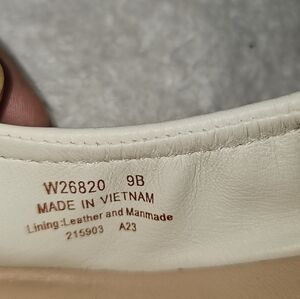 W26820 9B
MADE IN VIETNAM
Lining:Leather and Manmade
215903 A23